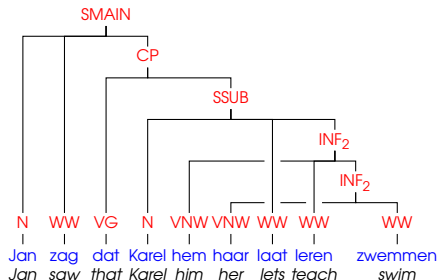 SMAIN
CP
SSUB
INF2
INF2
N WW VG N VNW VNW WW WW WW
Jan zag dat Karel hem haar laat leren zwemmen
Jan saw that Karel him her lets teach swim